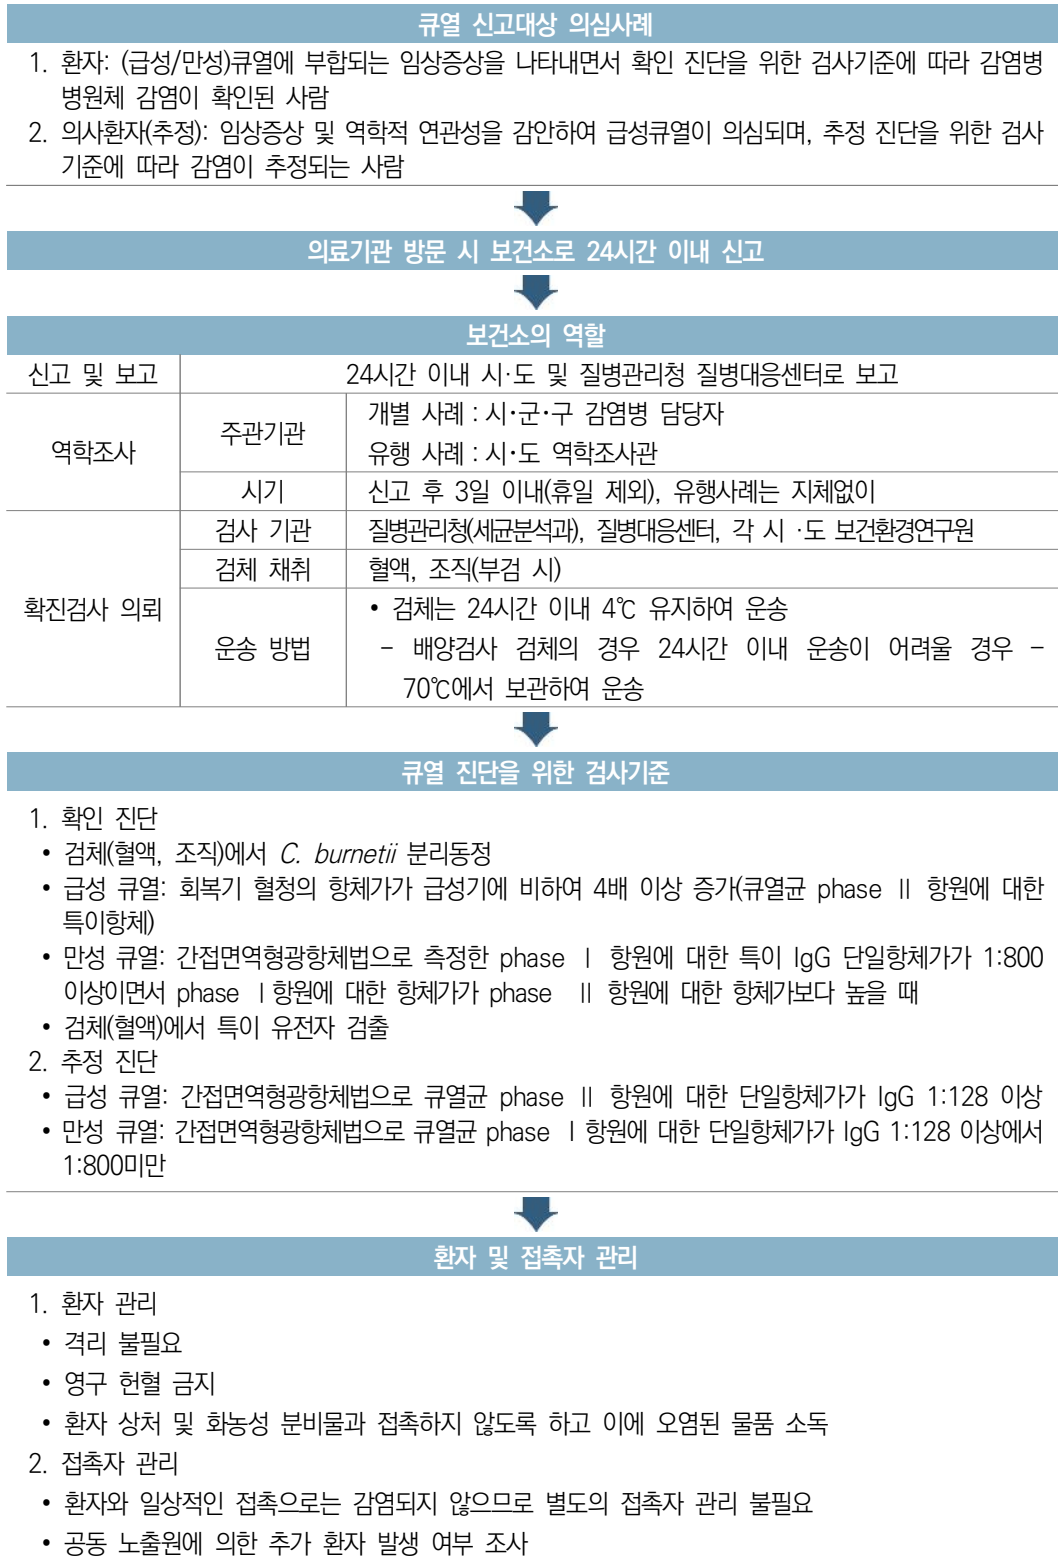 큐열 신고대상 의심사례
1. 환자: (급성/만성)큐열에 부합되는 임상증상을 나타내면서 확인 진단을 위한 검사기준에 따라 감염병
병원체 감염이 확인된 사람
2. 의사환자(추정): 임상증상 및 역학적 연관성을 감안하여 급성큐열이 의심되며, 추정 진단을 위한 검사
기준에 따라 감염이 추정되는 사람
의료기관 방문 시 보건소로 24시간 이내 신고
보건소의 역할
신고 및 보고 24시간 이내 시·도 및 질병관리청 질병대응센터로 보고
역학조사 주관기관 개별 사례 : 시·군·구 감염병 담당자
유행 사례 : 시·도 역학조사관
시기 신고 후 3일 이내(휴일 제외), 유행사례는 지체없이
확진검사 의뢰 검사 기관 질병관리청(세균분석과), 질병대응센터, 각 시 ·도 보건환경연구원
검체 채취 혈액, 조직(부검 시)
운송 방법 • 검체는 24시간 이내 4℃ 유지하여 운송
- 배양검사 검체의 경우 24시간 이내 운송이 어려울 경우 -
70℃에서 보관하여 운송
큐열 진단을 위한 검사기준
1. 확인 진단
• 검체(혈액, 조직)에서 C. burnetii 분리동정
• 급성 큐열: 회복기 혈청의 항체가가 급성기에 비하여 4배 이상 증가(큐열균 phase Ⅱ 항원에 대한
특이항체)
• 만성 큐열: 간접면역형광항체법으로 측정한 phase Ⅰ 항원에 대한 특이 IgG 단일항체가가 1:800
이상이면서 phase Ⅰ항원에 대한 항체가가 phase Ⅱ 항원에 대한 항체가보다 높을 때
• 검체(혈액)에서 특이 유전자 검출
2. 추정 진단
• 급성 큐열: 간접면역형광항체법으로 큐열균 phase Ⅱ 항원에 대한 단일항체가가 IgG 1:128 이상
• 만성 큐열: 간접면역형광항체법으로 큐열균 phase Ⅰ항원에 대한 단일항체가가 IgG 1:128 이상에서
1:800미만
환자 및 접촉자 관리
1. 환자 관리
• 격리 불필요
• 영구 헌혈 금지
• 환자 상처 및 화농성 분비물과 접촉하지 않도록 하고 이에 오염된 물품 소독
2. 접촉자 관리
• 환자와 일상적인 접촉으로는 감염되지 않으므로 별도의 접촉자 관리 불필요
• 공동 노출원에 의한 추가 환자 발생 여부 조사